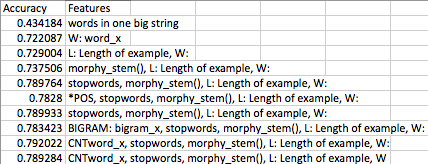 Accuracy Features
0.434184 words in one big string
0.722087 W: word_x
0.729004 L: Length of example, W:
0.737506 morphy_stem(), L: Length of example, W:
0.789764 stopwords, morphy_stem(), L: Length of example, W:
0.7828 *POS, stopwords, morphy_stem(), L: Length of example, W:
0.789933 stopwords, morphy_stem(), L: Length of example, W:
0.783423 BIGRAM: bigram_x, stopwords, morphy_stem(), L: Length of example, W:
0.792022 CNTword_x, stopwords, morphy_stem(), L: Length of example, W:
0.789284 CNTword_x, stopwords, morphy_stem(), L: Length of example, W: